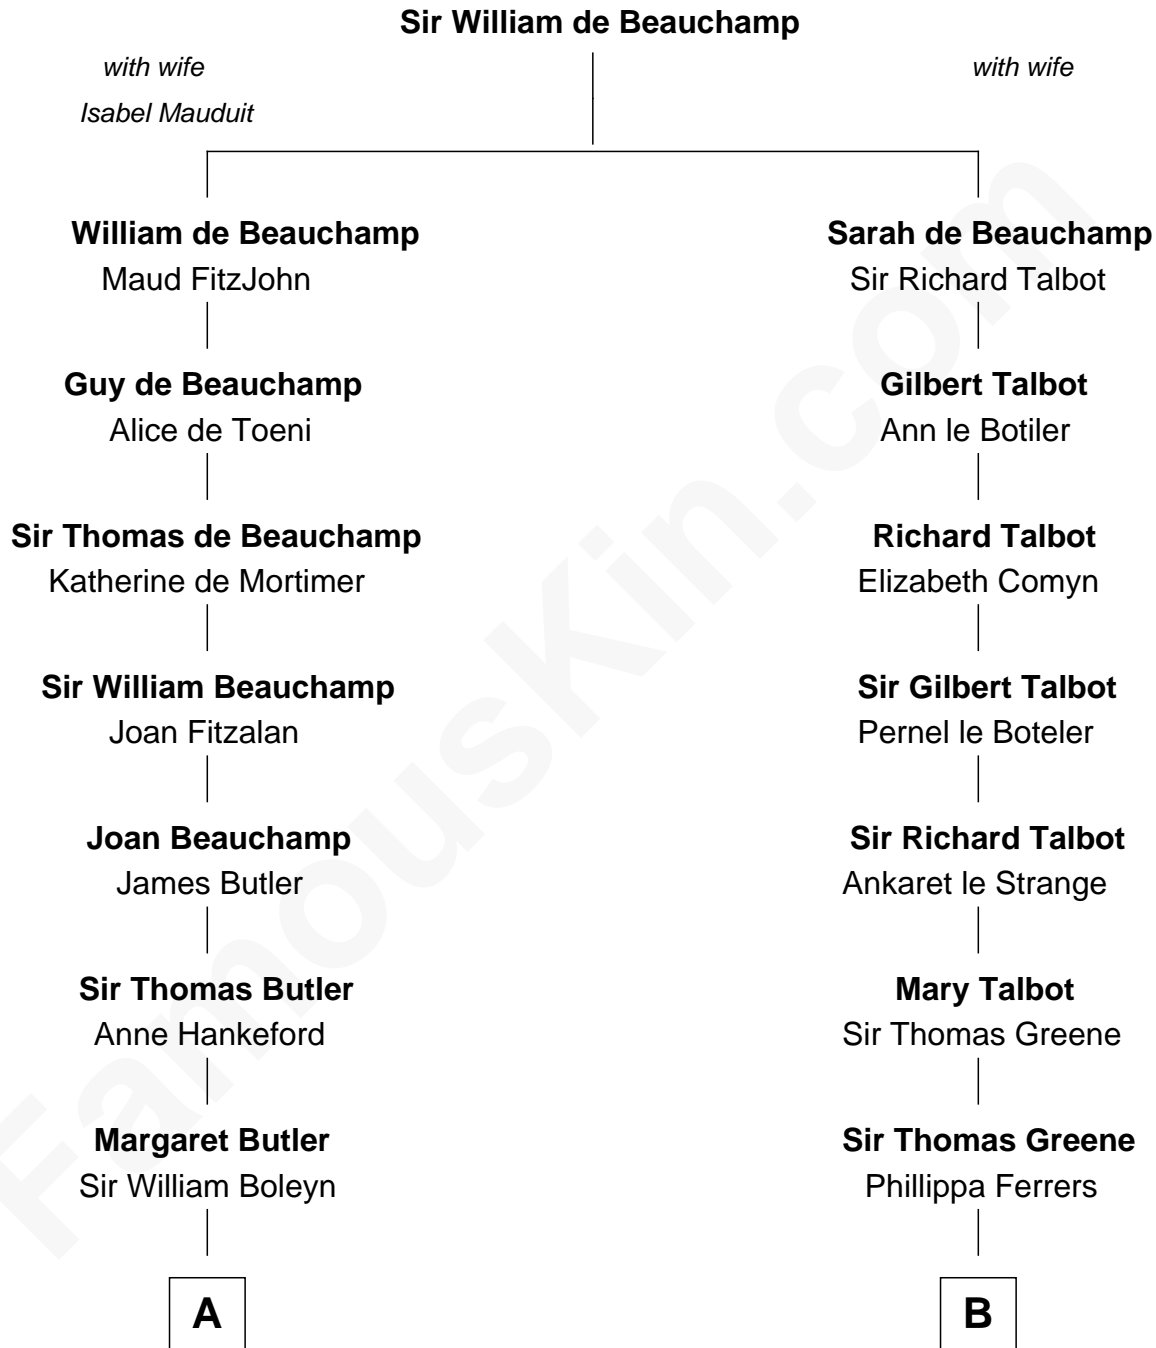 Sir William de Beauchamp
with wife with wife
Isabel Mauduit
William de Beauchamp Sarah de Beauchamp
Maud FitzJohn Sir Richard Talbot
Guy de Beauchamp Gilbert Talbot
Alice de Toeni Ann le Botiler
Sir Thomas de Beauchamp Richard Talbot
Katherine de Mortimer Elizabeth Comyn
Sir William Beauchamp Sir Gilbert Talbot
Joan Fitzalan Pernel le Boteler
Joan Beauchamp Sir Richard Talbot
James Butler Ankaret le Strange
Sir Thomas Butler Mary Talbot
Anne Hankeford Sir Thomas Greene
Margaret Butler Sir Thomas Greene
Sir William Boleyn Phillippa Ferrers
A B
FamousKin.com